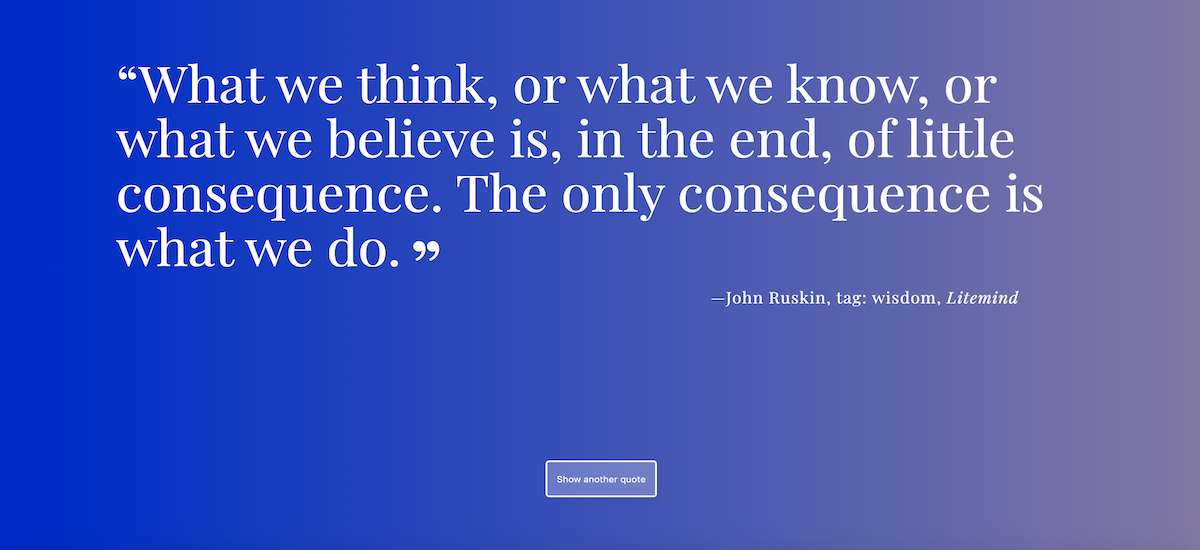 “What we think, or what we know, or
what we believe is, in the end, of little
consequence. The only consequence is
what we do. ”
—John Ruskin, tag: wisdom, Litemind
Show another quote